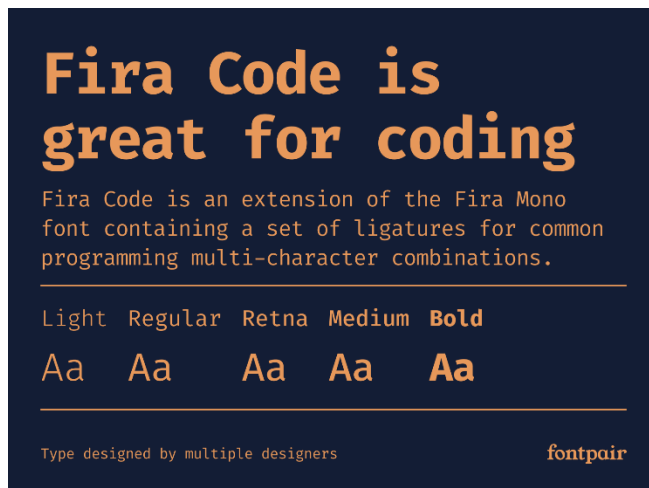 Fira Code is
great for coding
Fira Code is an extension of the Fira Mono
font containing a set of ligatures for common
programming multi-character combinations.
Light Regular Retna Medium Bold
Aa Aa Aa Aa Aa
Type designed by multiple designers fontpair